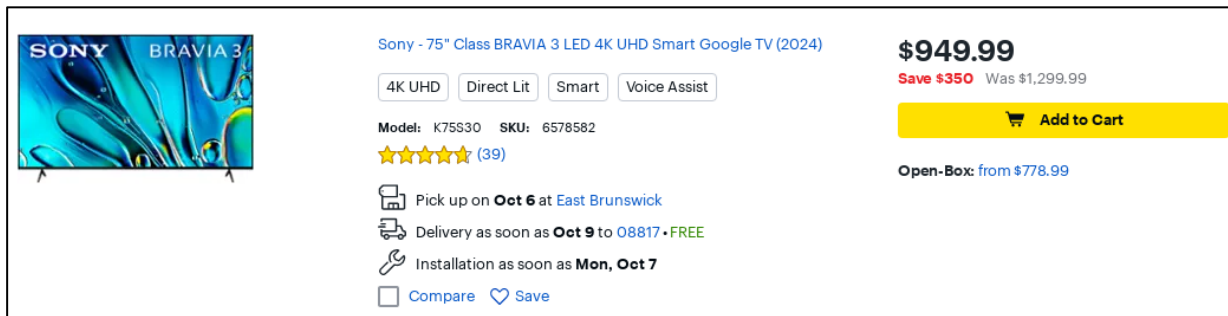 SONY BRAVIA 3
Sony - 75" Class BRAVIA 3 LED 4K UHD Smart Google TV (2024)
4K UHD Direct Lit Smart Voice Assist
Model: K75S30 SKU: 6578582
(39)
Pick up on Oct 6 at East Brunswick
Delivery as soon as Oct 9 to 08817 • FREE
Installation as soon as Mon, Oct 7
Compare Save
$949.99
Save $350 Was $1,299.99
Add to Cart
Open-Box: from $778.99